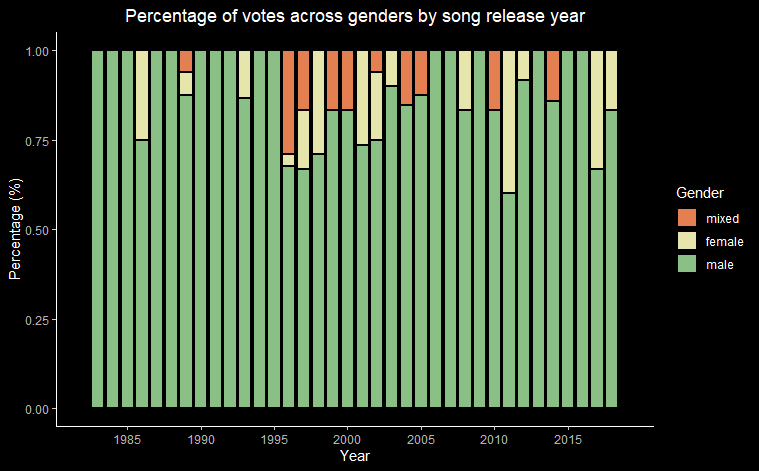 Percentage of votes across genders by song release year
1.00
0.75
0.50
0.25
0.00
Percentage (%)
1985 1990 1995 2000 2005 2010 2015
Year
Gender
mixed
female
male